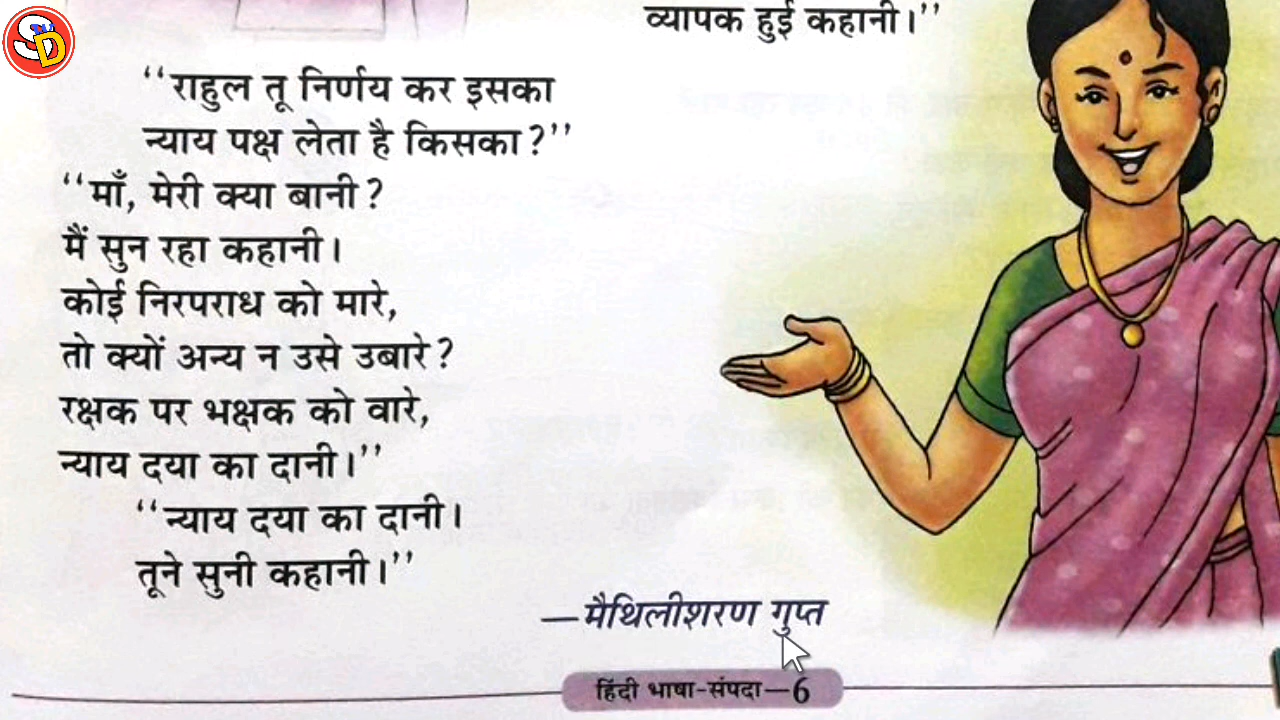 SD
व्यापक हुई कहानी।’’
‘‘राहुल तू निर्णय कर इसका
न्याय पक्ष लेता है किसका?’’
‘‘माँ, मेरी क्या बानी?
मैं सुन रहा कहानी।
कोई निरपराध को मारे,
तो क्यों अन्य न उसे उबारे?
रक्षक पर भक्षक को वारे,
न्याय दया का दानी।’’
‘‘न्याय दया का दानी।
तूने सुनी कहानी।’’
—मैथिलीशरण गुप्त
हिंदी भाषा-संपदा—6